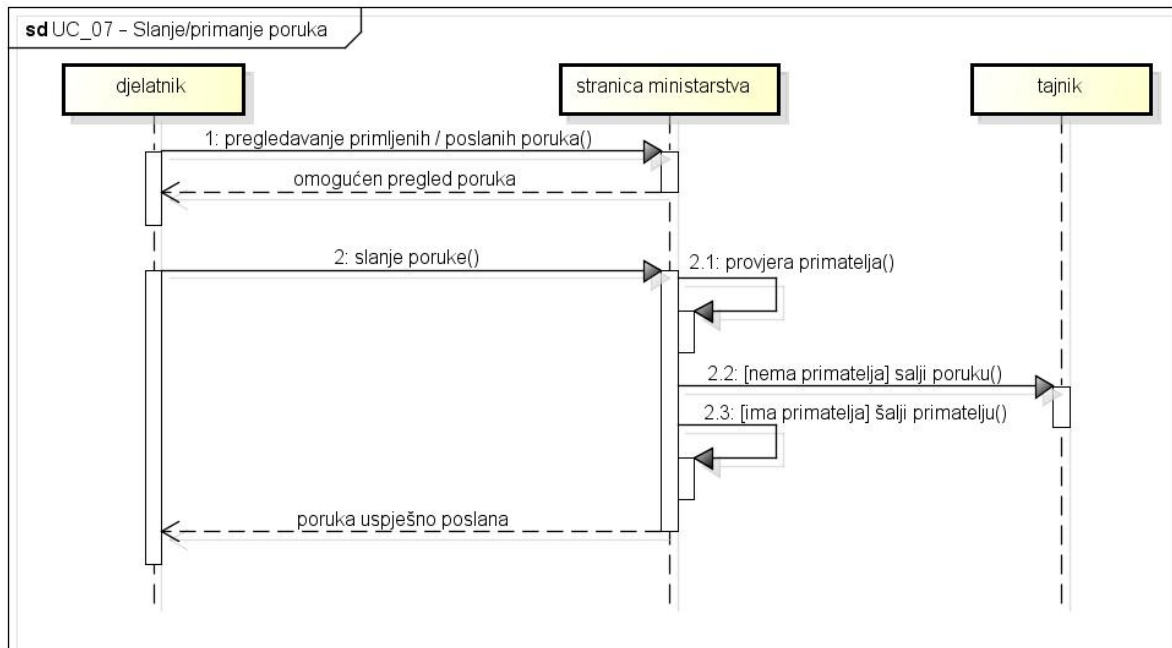 sd UC_07 – Slanje/primanje poruka
djelatnik
stranica ministarstva
tajnik
1: pregledavanje primljenih / poslanih poruka()
omogućen pregled poruka
2: slanje poruke()
2.1: provjera primatelja()
2.2: [nema primatelja] salji poruku()
2.3: [ima primatelja] šalji primatelju()
poruka uspješno poslana